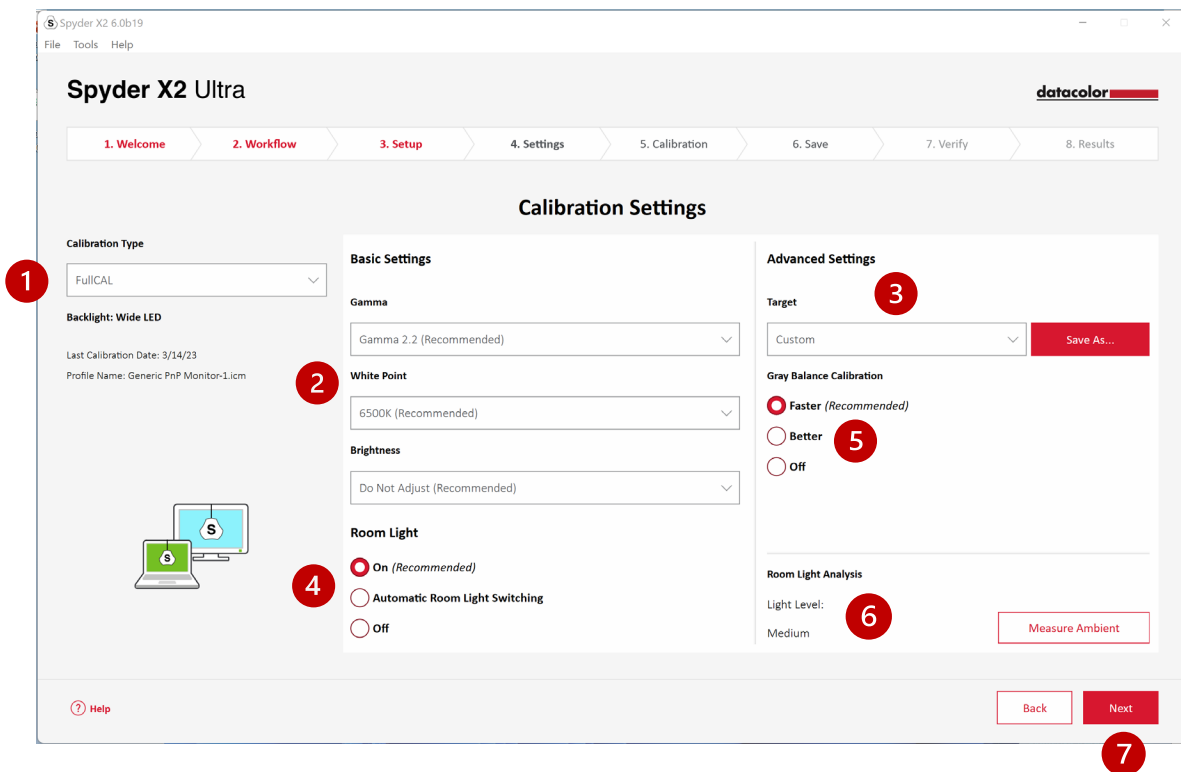 S Spyder X2 6.0b19
File Tools Help
Spyder X2 Ultra
datacolor
1. Welcome
2. Workflow
3. Setup
4. Settings
5. Calibration
6. Save
7. Verify
8. Results
Calibration Settings
Calibration Type
1
FullCAL
Backlight: Wide LED
Last Calibration Date: 3/14/23
Profile Name: Generic PnP Monitor-1.icm
S
S
Basic Settings
Gamma
Gamma 2.2 (Recommended)
2
White Point
6500K (Recommended)
Brightness
Do Not Adjust (Recommended)
Room Light
4
On (Recommended)
Automatic Room Light Switching
Off
Advanced Settings
3
Target
Custom
Save As...
Gray Balance Calibration
Faster (Recommended)
Better
5
Off
Room Light Analysis
Light Level:
6
Medium
Measure Ambient
? Help
Back
Next
7